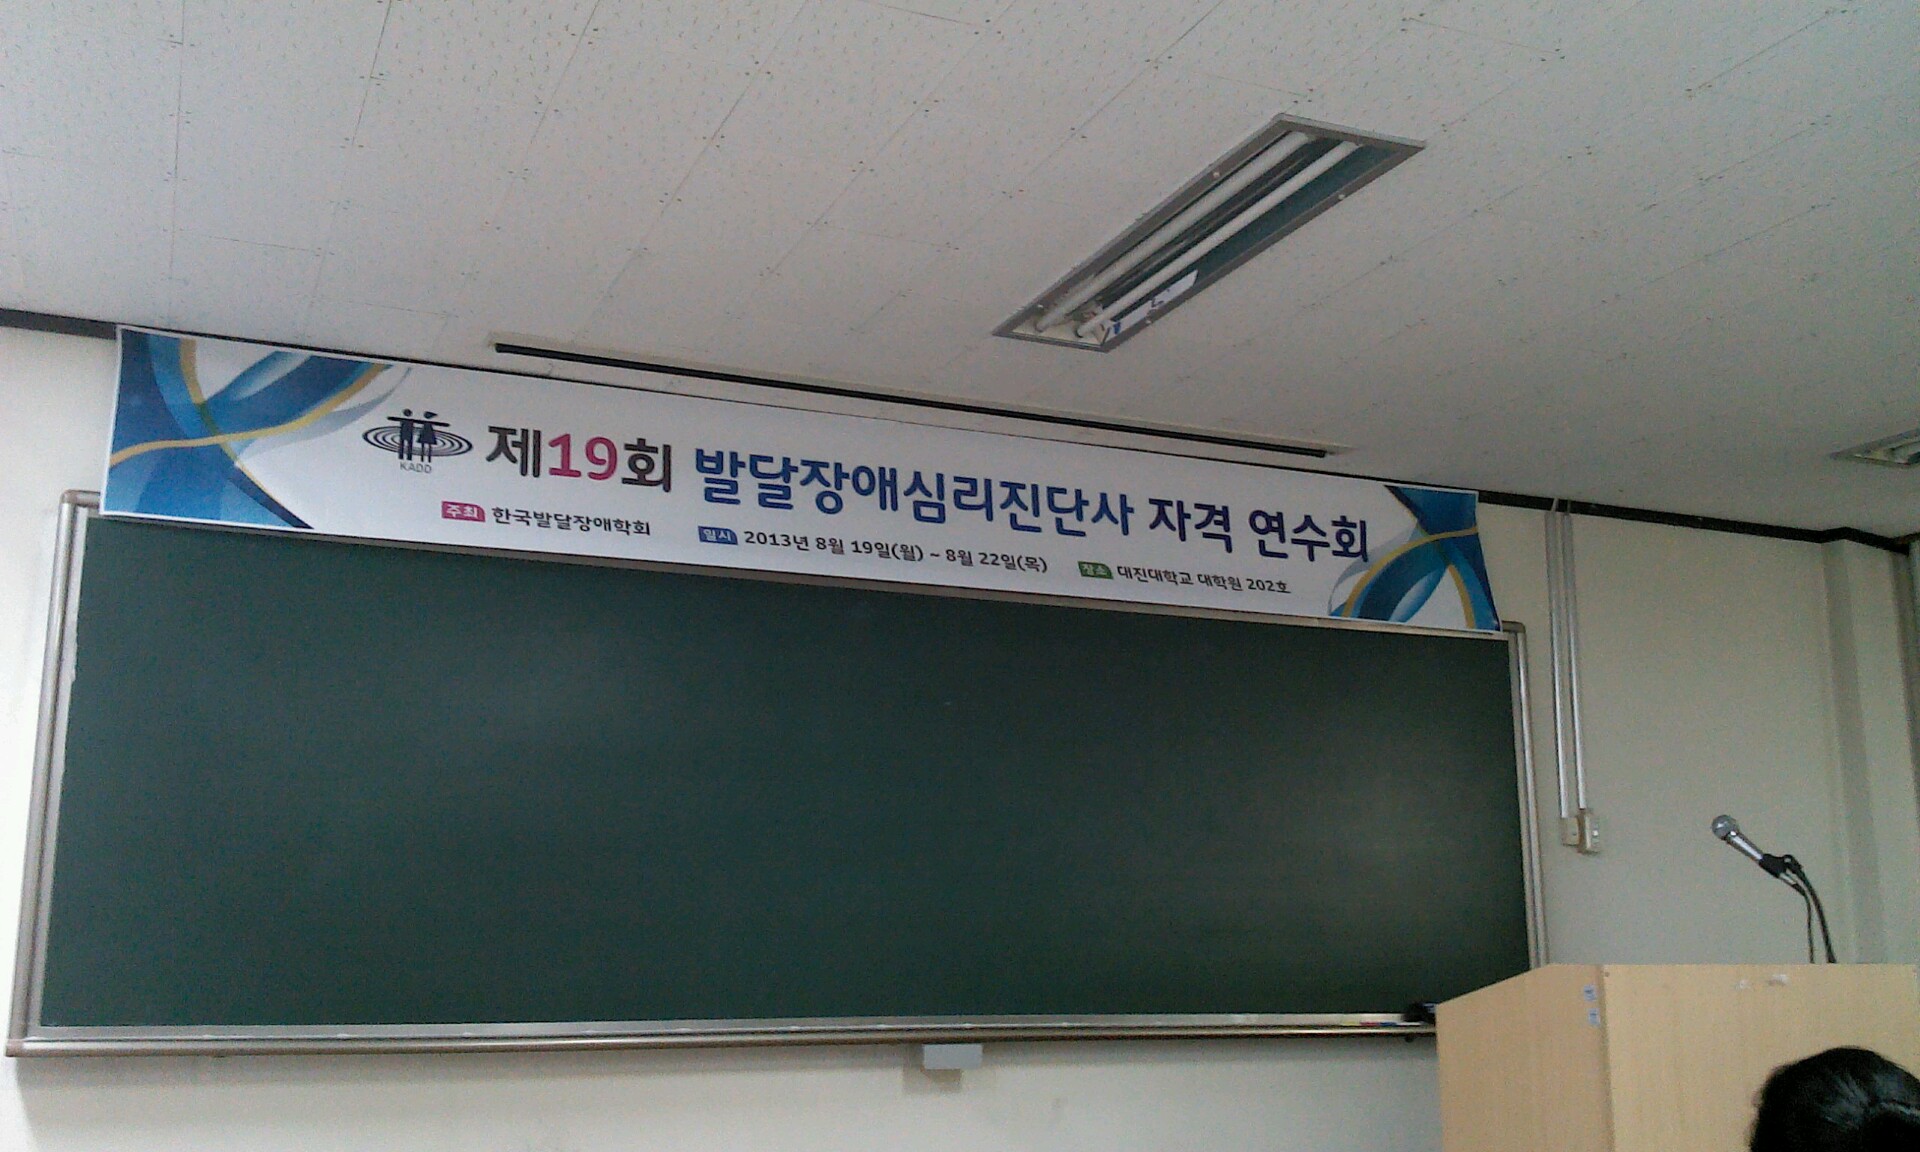 KADD
제19회 발달장애심리진단사 자격 연수회
주최 한국발달장애학회 일시 2013년 8월 19일(월) ~ 8월 22일(목) 장소 대진대학교 대학원 202호